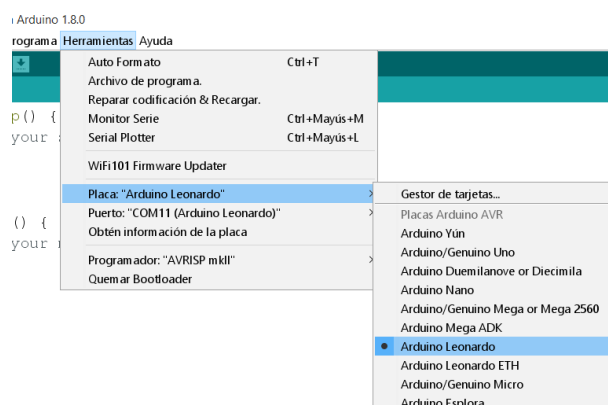 Arduino 1.8.0
rograma Herramientas Ayuda
Auto Formato Ctrl+T
Archivo de programa.
Reparar codificación & Recargar.
Monitor Serie Ctrl+Mayús+M
Serial Plotter Ctrl+Mayús+L
WiFi101 Firmware Updater
Placa: "Arduino Leonardo"
Puerto: "COM11 (Arduino Leonardo)"
Obtén información de la placa
Programador: "AVRISP mkII"
Quemar Bootloader
p() {
your s
() {
your
Gestor de tarjetas...
Placas Arduino AVR
Arduino Yún
Arduino/Genuino Uno
Arduino Duemilanove or Diecimila
Arduino Nano
Arduino/Genuino Mega or Mega 2560
Arduino Mega ADK
Arduino Leonardo
Arduino Leonardo ETH
Arduino/Genuino Micro
Arduino Esplora